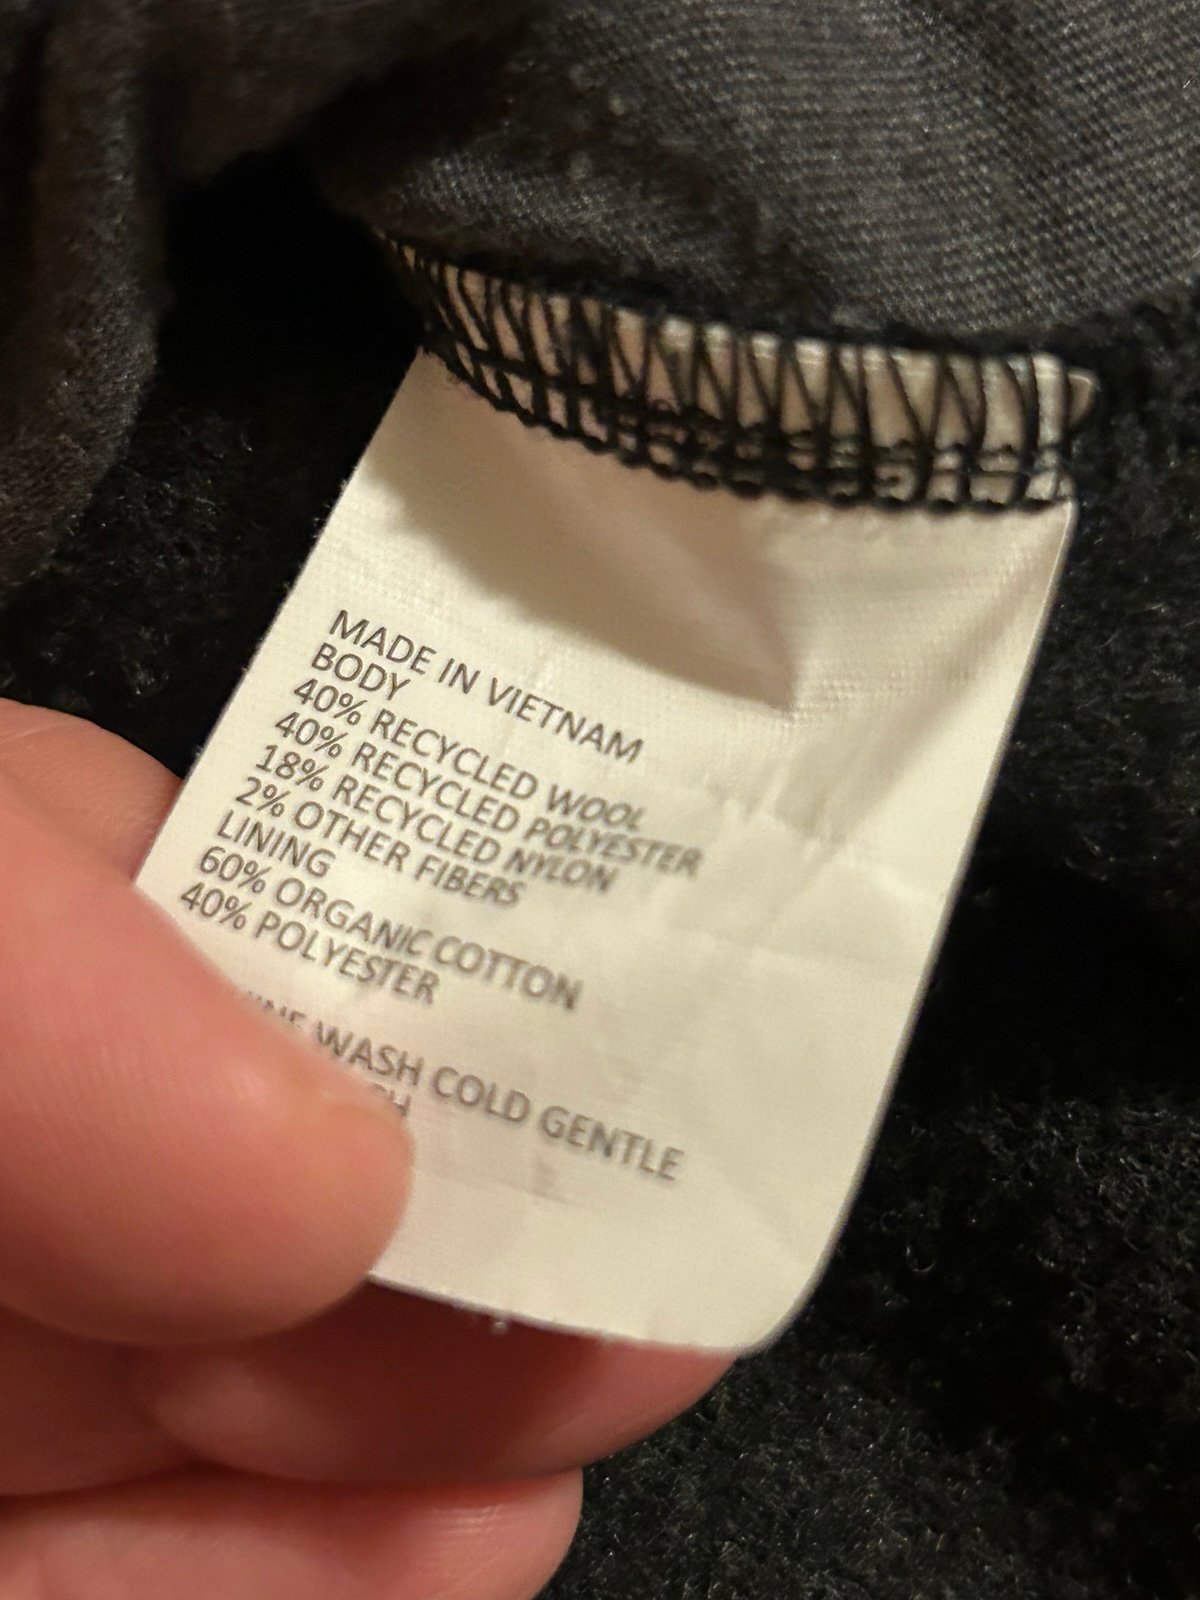 MADE IN VIETNAM
BODY
40% RECYCLED WOOL
40% RECYCLED POLYESTER
18% RECYCLED NYLON
2% OTHER FIBERS
LINING
60% ORGANIC COTTON
40% POLYESTER
WASH COLD GENTLE